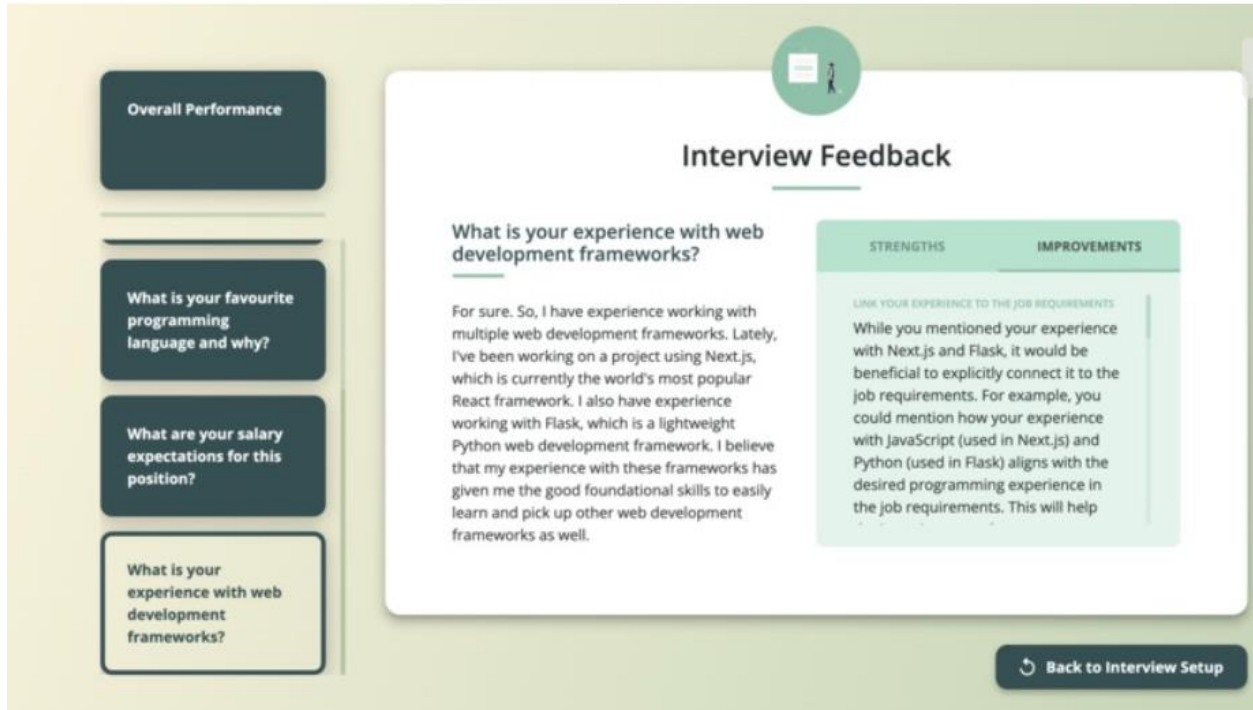 Overall Performance
What is your favourite
programming
language and why?
What are your salary
expectations for this
position?
What is your
experience with web
development
frameworks?
Interview Feedback
What is your experience with web
development frameworks?
For sure. So, I have experience working with
multiple web development frameworks. Lately,
I've been working on a project using Next.js,
which is currently the world's most popular
React framework. I also have experience
working with Flask, which is a lightweight
Python web development framework. I believe
that my experience with these frameworks has
given me the good foundational skills to easily
learn and pick up other web development
frameworks as well.
STRENGTHS
IMPROVEMENTS
LINK YOUR EXPERIENCE TO THE JOB REQUIREMENTS
While you mentioned your experience
with Next.js and Flask, it would be
beneficial to explicitly connect it to the
job requirements. For example, you
could mention how your experience
with JavaScript (used in Next.js) and
Python (used in Flask) aligns with the
desired programming experience in
the job requirements. This will help
Back to Interview Setup